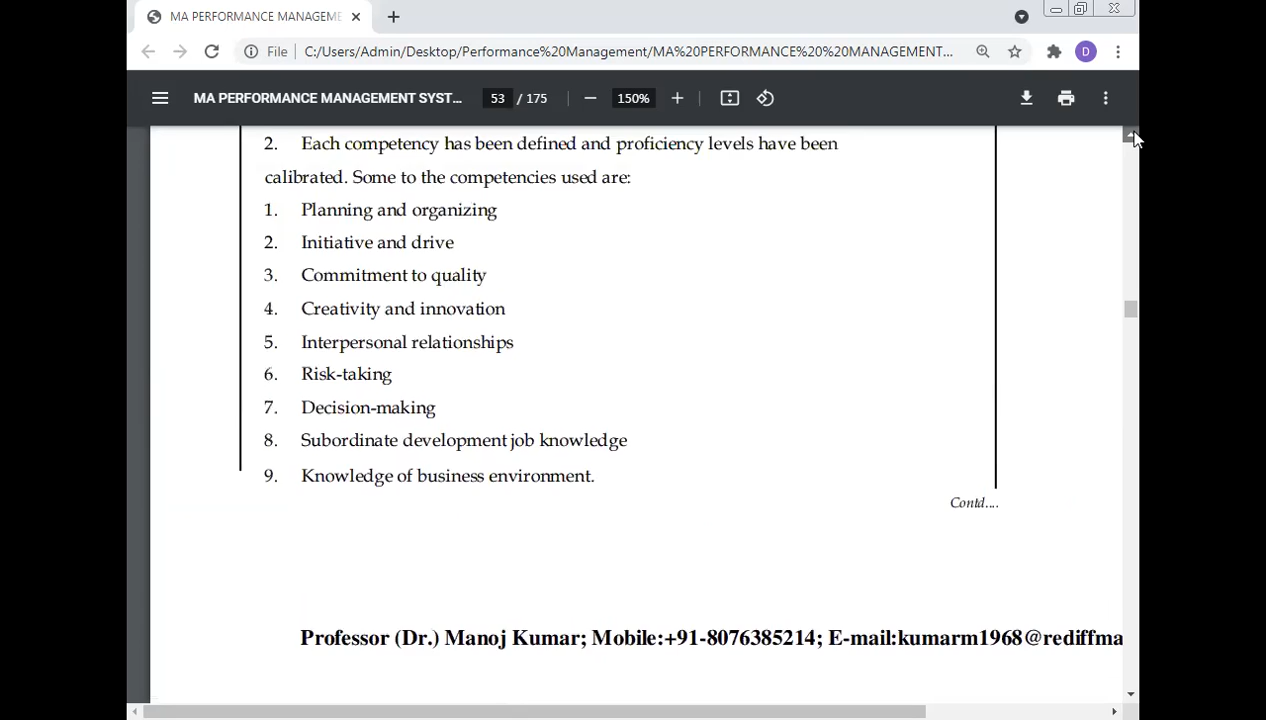 MA PERFORMANCE MANAGEME
File
C:/Users/Admin/Desktop/Performance%20Management/MA%20PERFORMANCE%20%20MANAGEMENT...
D
MA PERFORMANCE MANAGEMENT SYST...
53 / 175
150%
2. Each competency has been defined and proficiency levels have been
calibrated. Some to the competencies used are:
1. Planning and organizing
2. Initiative and drive
3. Commitment to quality
4. Creativity and innovation
5. Interpersonal relationships
6. Risk-taking
7. Decision-making
8. Subordinate development job knowledge
9. Knowledge of business environment.
Contd....
Professor (Dr.) Manoj Kumar; Mobile:+91-8076385214; E-mail:kumarm1968@rediffma